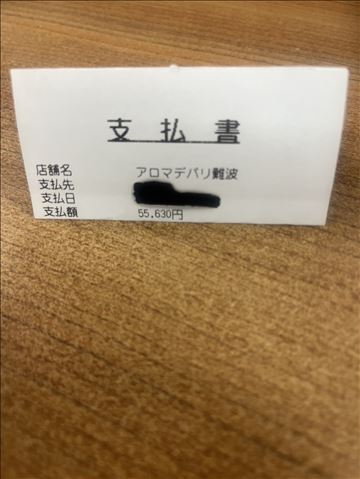 支払書
店舗名 アロマデパリ難波
支払先
支払日
支払額 55,630円